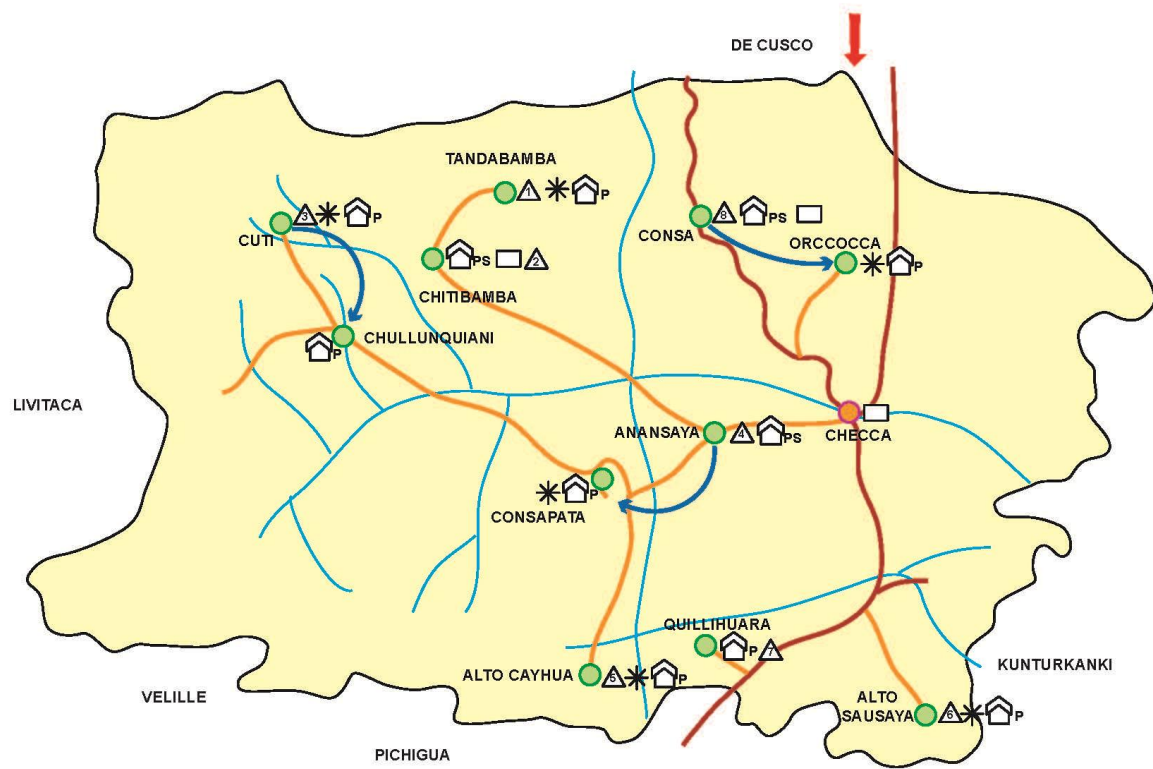 DE CUSCO
TANDABAMBA
1
P
3
P
CUTI
8
PS
CONSA
ORCCOCCA
P
PS
2
CHITIBAMBA
CHULLUNQUIANI
P
LIVITACA
ANANSAYA
4
PS
CHECCA
P
CONSAPATA
QUILLIHUARA
P
7
ALTO CAYHUA
5
P
KUNTURKANKI
VELILLE
ALTO
SAUSAYA
6
P
PICHIGUA